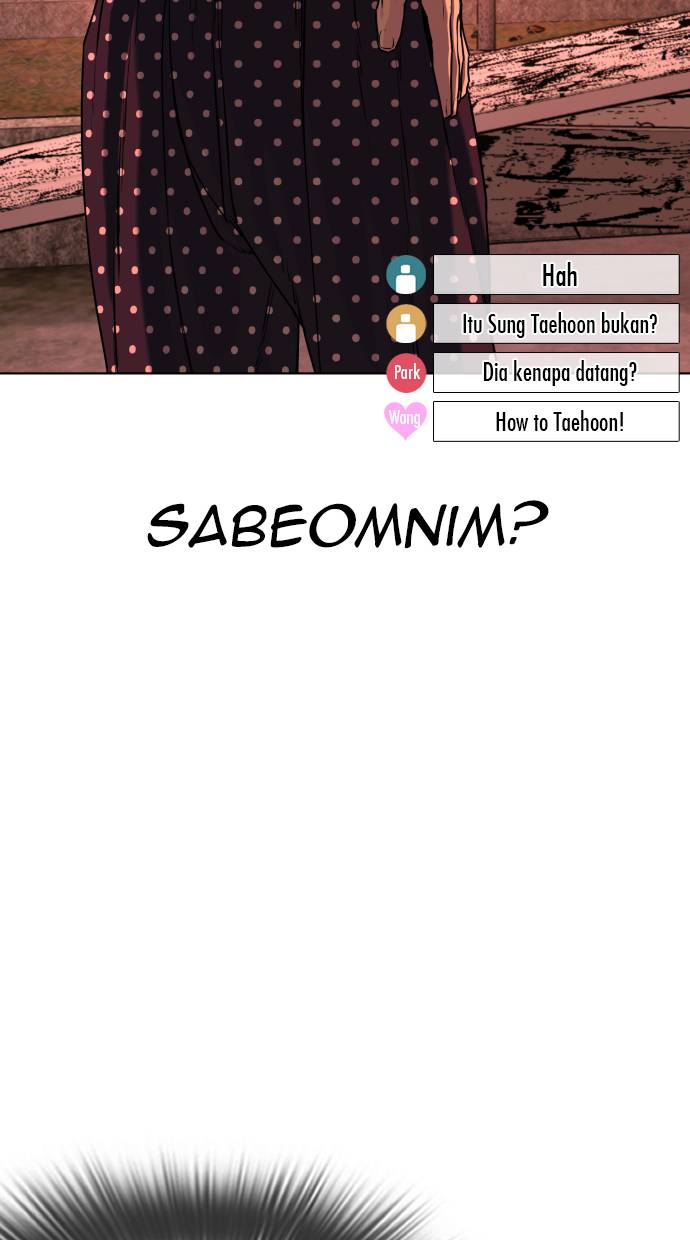 Hah
Itu Sung Taehoon bukan?
Park Dia kenapa datang?
Wang How to Taehoon!
SABEOMNIM?